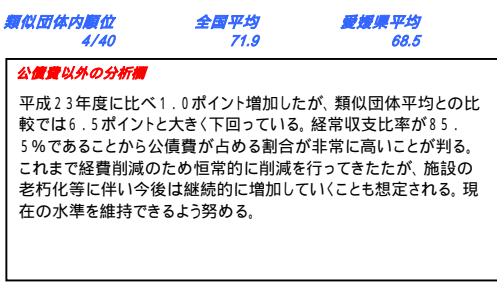 類似団体内順位 全国平均 愛媛県平均
4/40 71.9 68.5
公債費以外の分析欄
平成23年度に比べ1.0ポイント増加したが、類似団体平均との比
較では6.5ポイントと大きく下回っている。経常収支比率が85.
5%であることから公債費が占める割合が非常に高いことが判る。
これまで経費削減のため恒常的に削減を行ってきたたが、施設の
老朽化等に伴い今後は継続的に増加していくことも想定される。現
在の水準を維持できるよう努める。